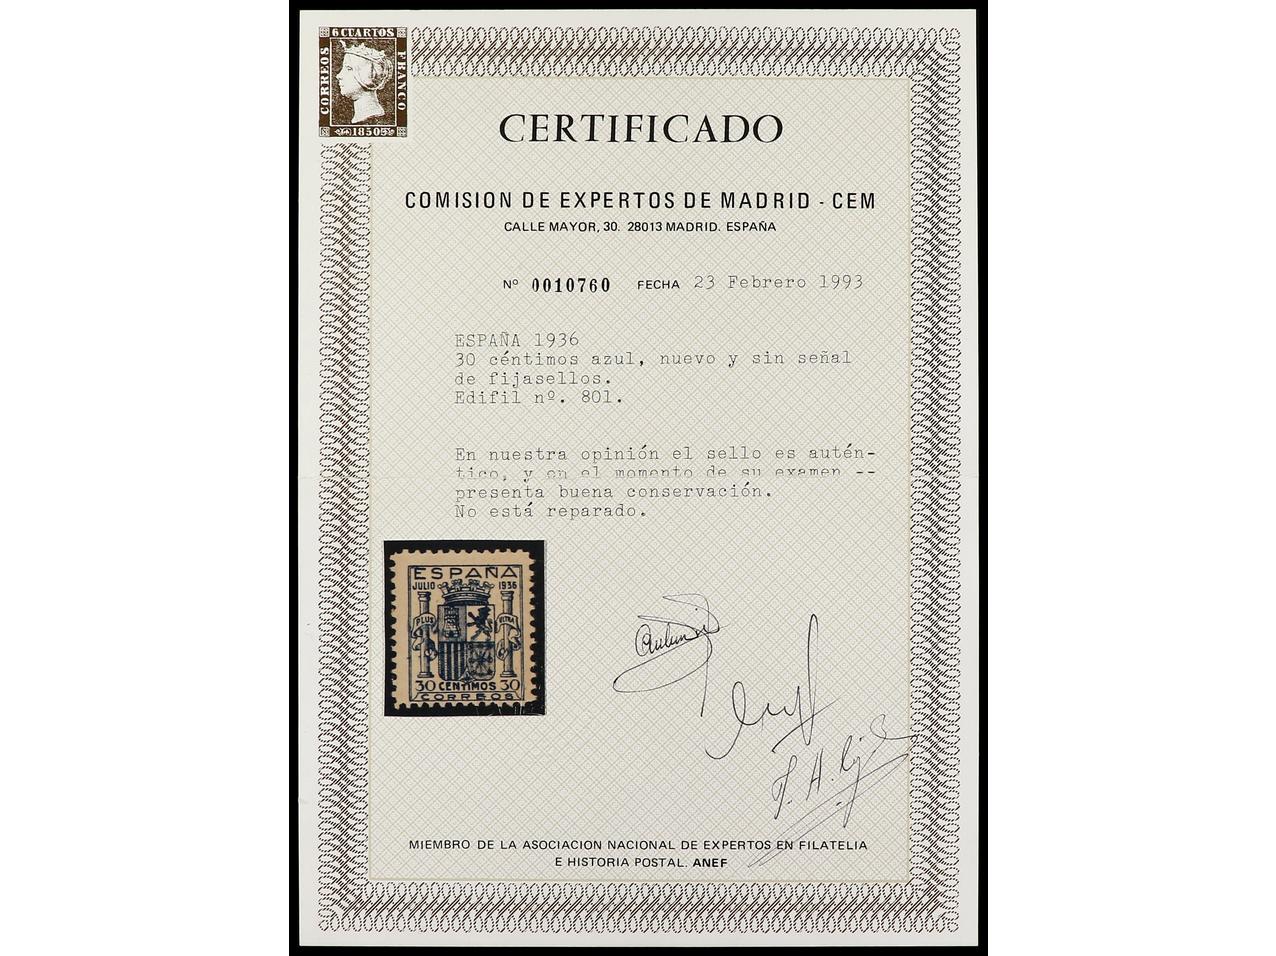 6 CUARTOS
CORREOS
FRANCO
1850
CERTIFICADO
COMISION DE EXPERTOS DE MADRID - CEM
CALLE MAYOR, 30. 28013 MADRID. ESPAÑA
Nº 0010760 FECHA 23 Febrero 1993
ESPAÑA 1936
30 céntimos azul, nuevo y sin señal
de fijasellos.
Edifil nº. 801.
En nuestra opinión el sello es autén-
tico, y en el momento de su examen --
presenta buena conservación.
No está reparado.
ESPAÑA
JULIO 1936
PLUS ULTRA
30 CENTIMOS 30
CORREOS
MIEMBRO DE LA ASOCIACION NACIONAL DE EXPERTOS EN FILATELIA
E HISTORIA POSTAL. ANEF